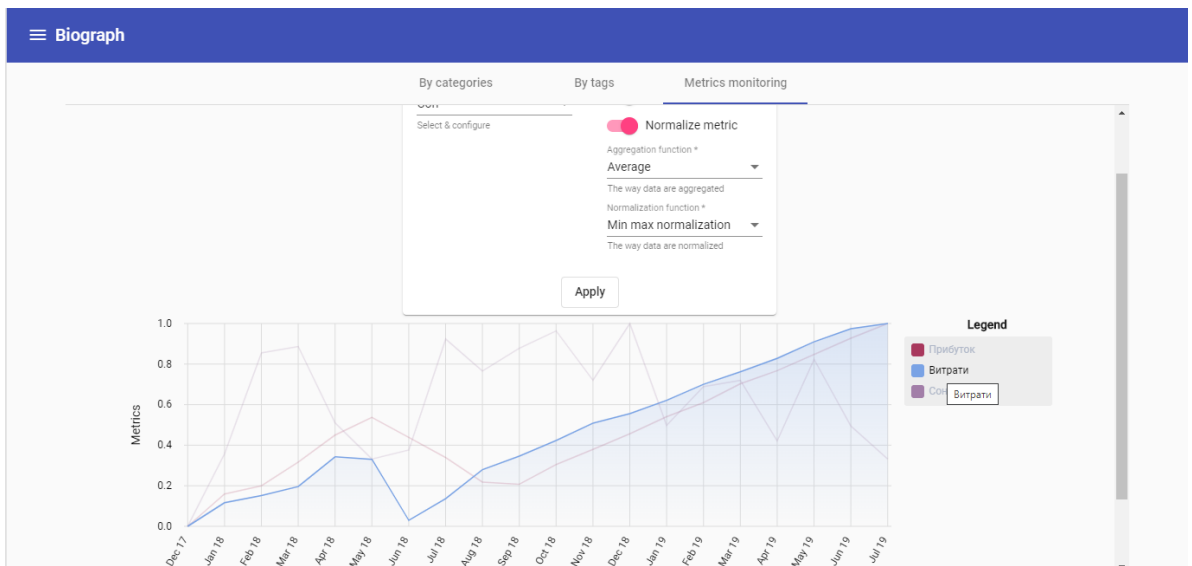 Biograph
By categories
By tags
Metrics monitoring
Select & configure
Normalize metric
Aggregation function *
Average
The way data are aggregated
Normalization function *
Min max normalization
The way data are normalized
Apply
1.0
0.8
0.6
0.4
0.2
0.0
Metrics
Dec 17
Jan 18
Feb 18
Mar 18
Apr 18
May 18
Jun 18
Jul 18
Aug 18
Sep 18
Oct 18
Nov 18
Dec 18
Jan 19
Feb 19
Mar 19
Apr 19
May 19
Jun 19
Jul 19
Legend
Прибуток
Витрати
Сон
Витрати